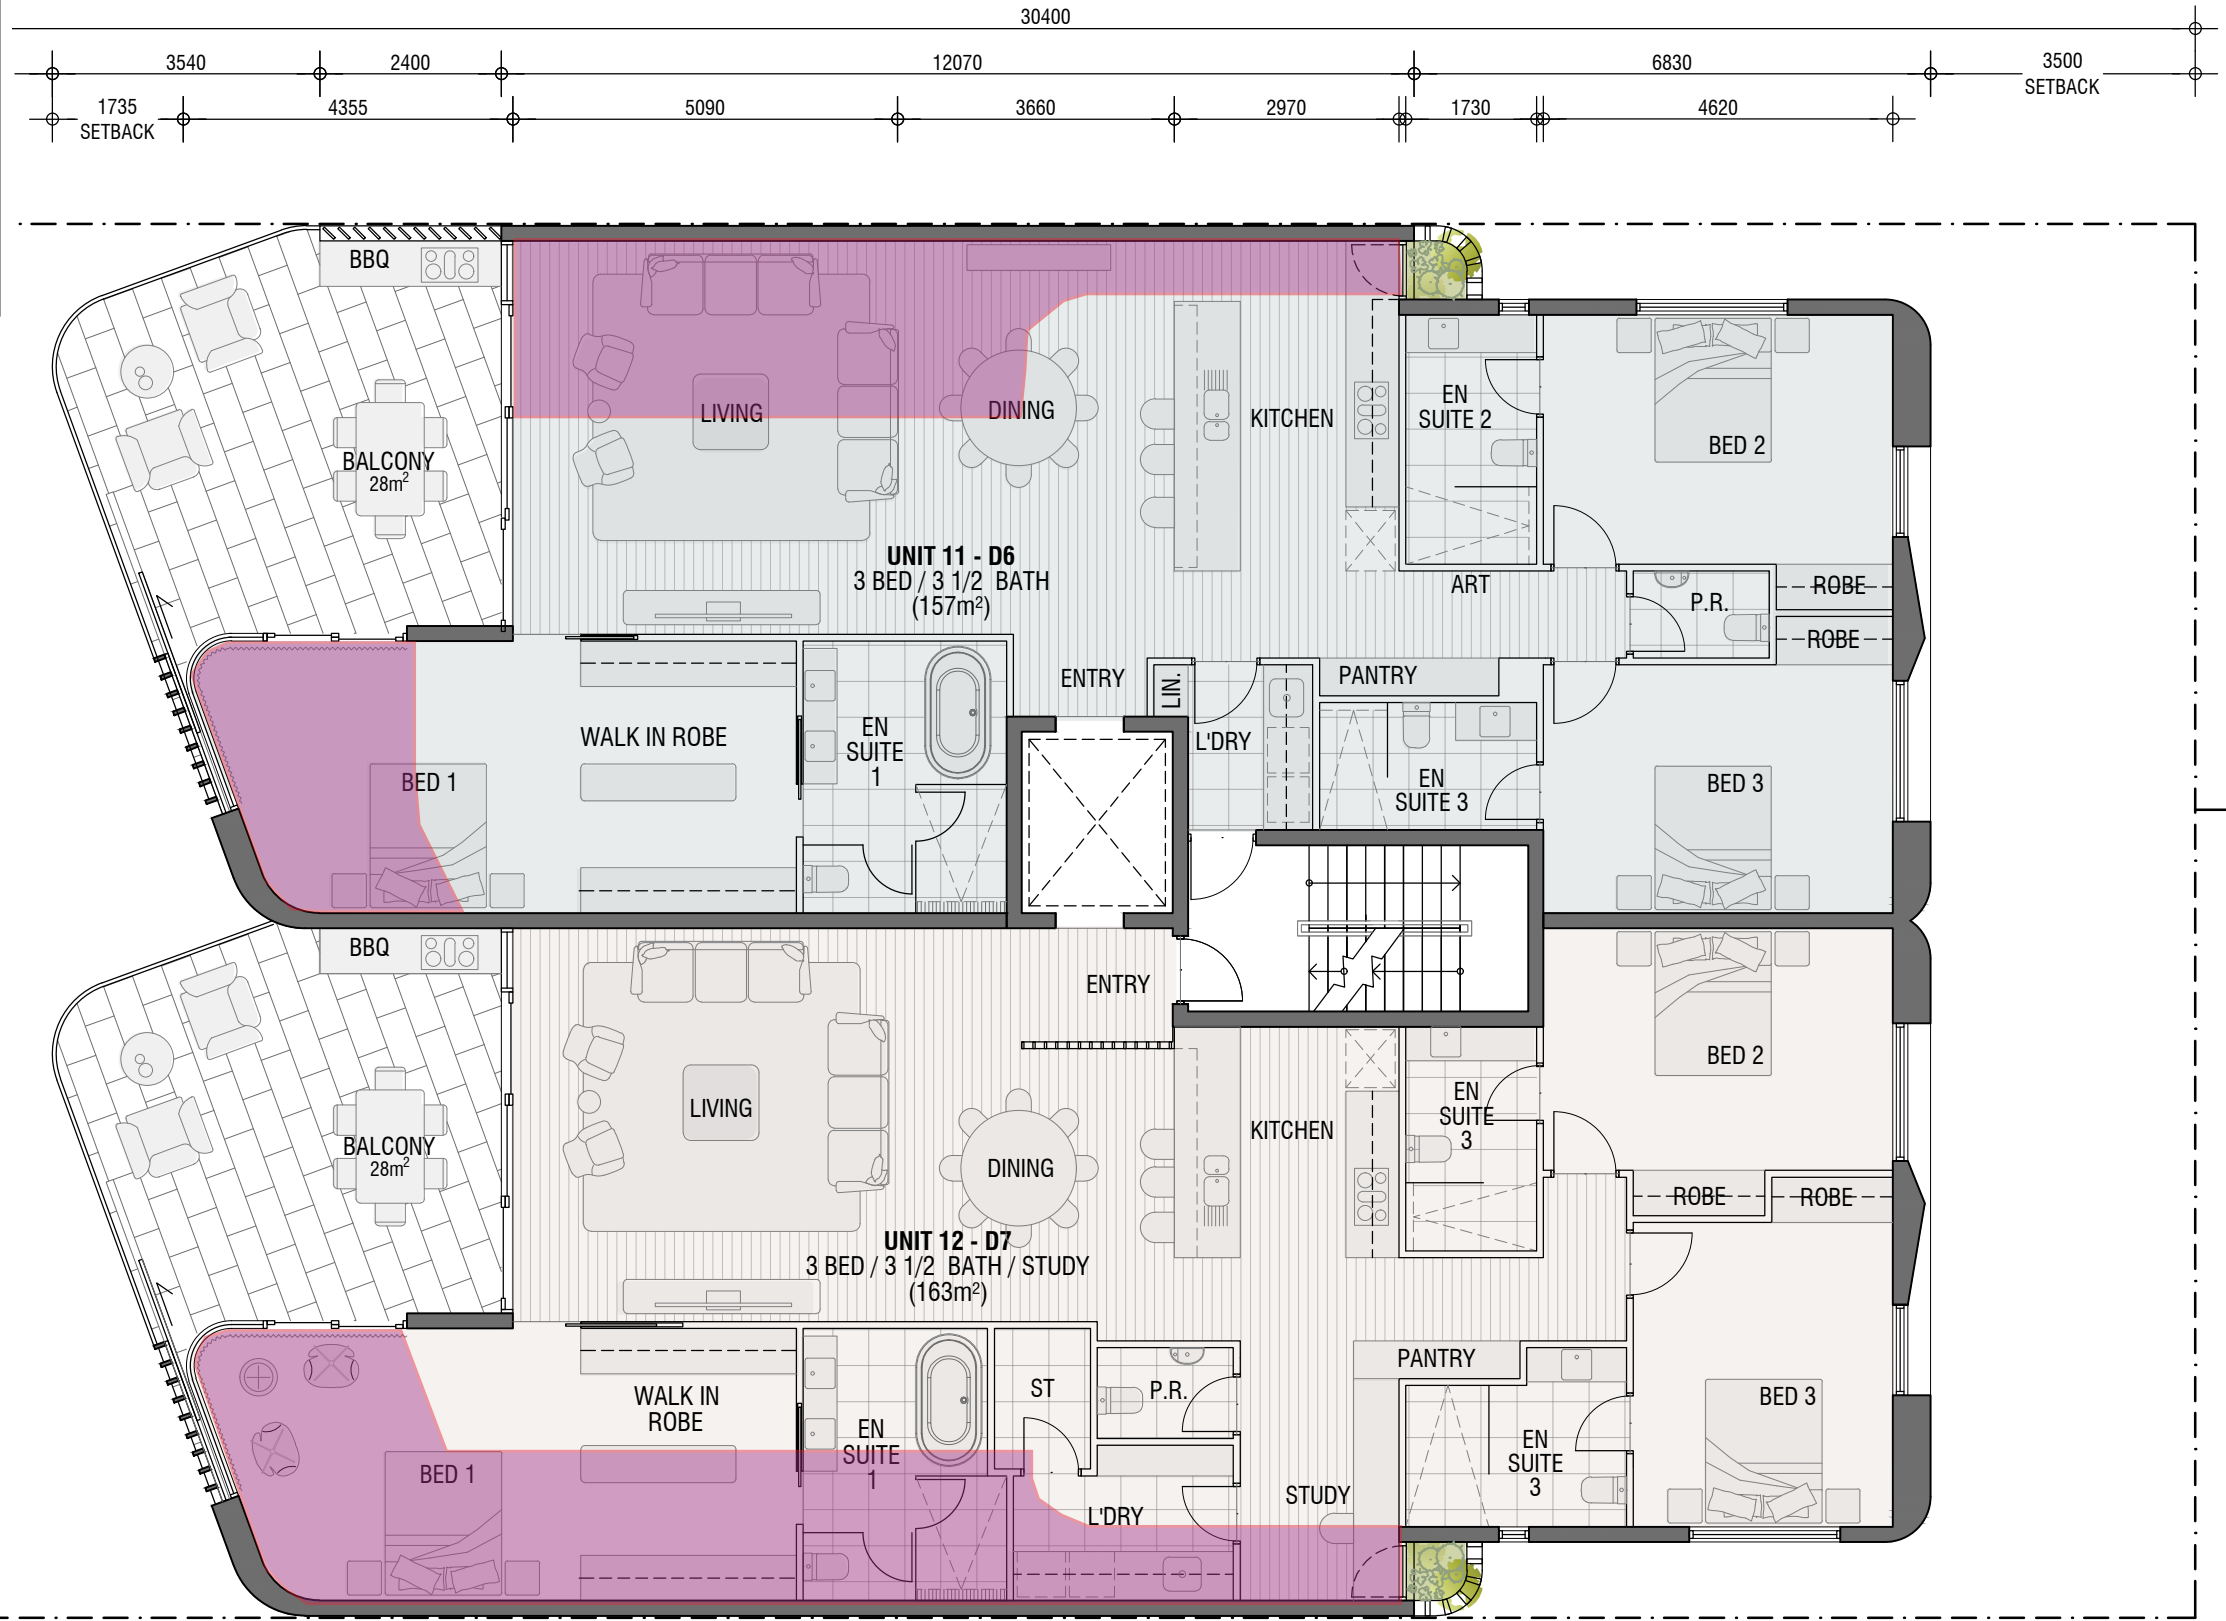 30400
3540
2400
12070
6830
3500
SETBACK
1735
SETBACK
4355
5090
3660
2970
1730
4620
BBQ
LIVING
DINING
KITCHEN
EN
SUITE 2
BED 2
BALCONY
28m²
UNIT 11 - D6
3 BED / 3 1/2 BATH
(157m²)
ART
P.R.
ROBE
ROBE
ENTRY
LIN.
PANTRY
WALK IN ROBE
EN
SUITE
1
L'DRY
BED 1
EN
SUITE 3
BED 3
BBQ
ENTRY
BED 2
LIVING
KITCHEN
EN
SUITE
3
BALCONY
28m²
DINING
ROBE
ROBE
UNIT 12 - D7
3 BED / 3 1/2 BATH / STUDY
(163m²)
PANTRY
WALK IN
ROBE
ST
P.R.
BED 3
EN
SUITE
1
BED 1
EN
SUITE
3
STUDY
L'DRY